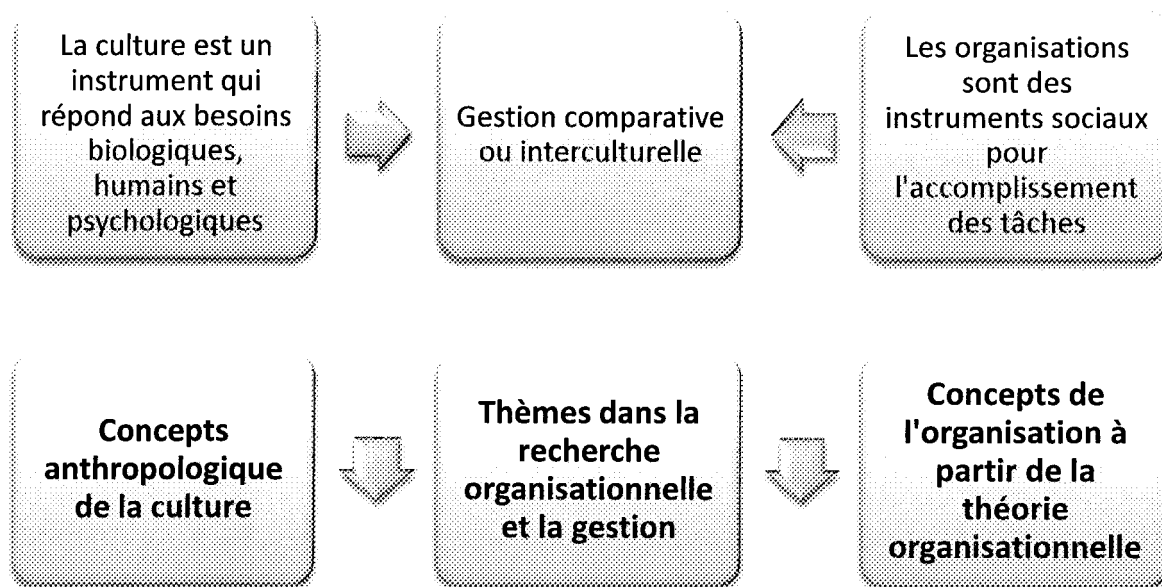 La culture est un
instrument qui
répond aux besoins
biologiques,
humains et
psychologiques
Gestion comparative
ou interculturelle
Les organisations
sont des
instruments sociaux
pour
l'accomplissement
des tâches
Concepts
anthropologique
de la culture
Thèmes dans la
recherche
organisationnelle
et la gestion
Concepts de
l'organisation à
partir de la
théorie
organisationnelle